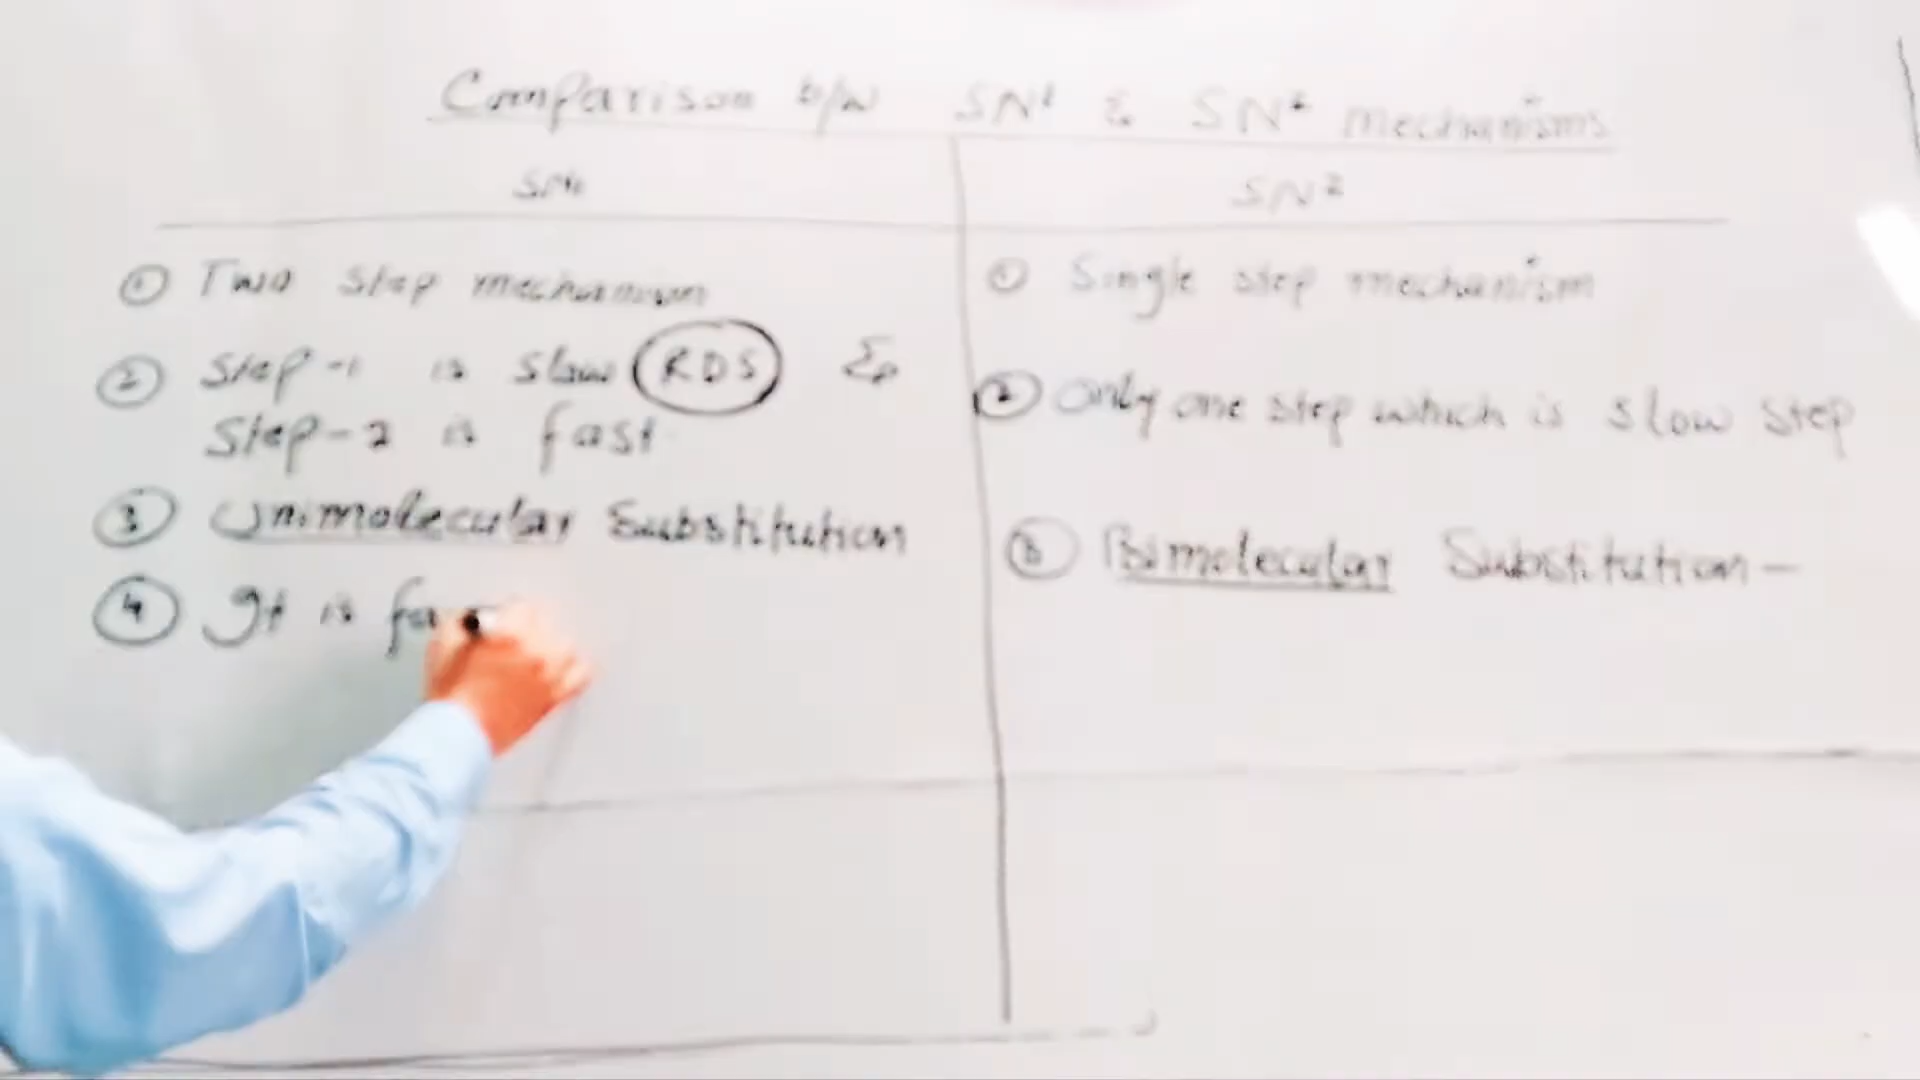 Comparison b/w SN¹ & SN² mechanisms
SN²
① Two step mechanism
② Step-1 is slow RDS &
Step-2 is fast
③ Unimolecular Substitution
④ It is
① Single step mechanism
② only one step which is slow step
③ Bimolecular Substitution-